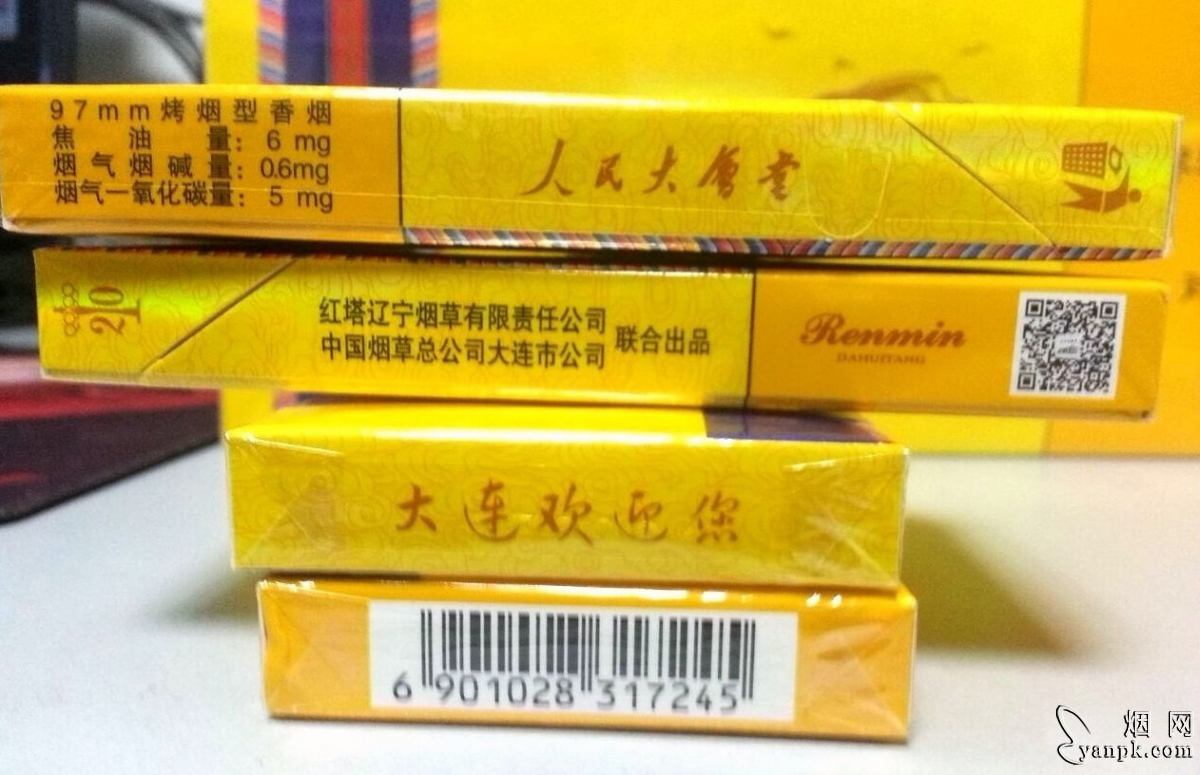 97mm烤烟型香烟
焦油量：6 mg
烟气烟碱量：0.6mg
烟气一氧化碳量：5 mg
人民大會堂
20
红塔辽宁烟草有限责任公司
中国烟草总公司大连市公司
联合出品
Renmin
DAHUITANG
大连欢迎您
6 901028 317245
烟网
yanpk.com